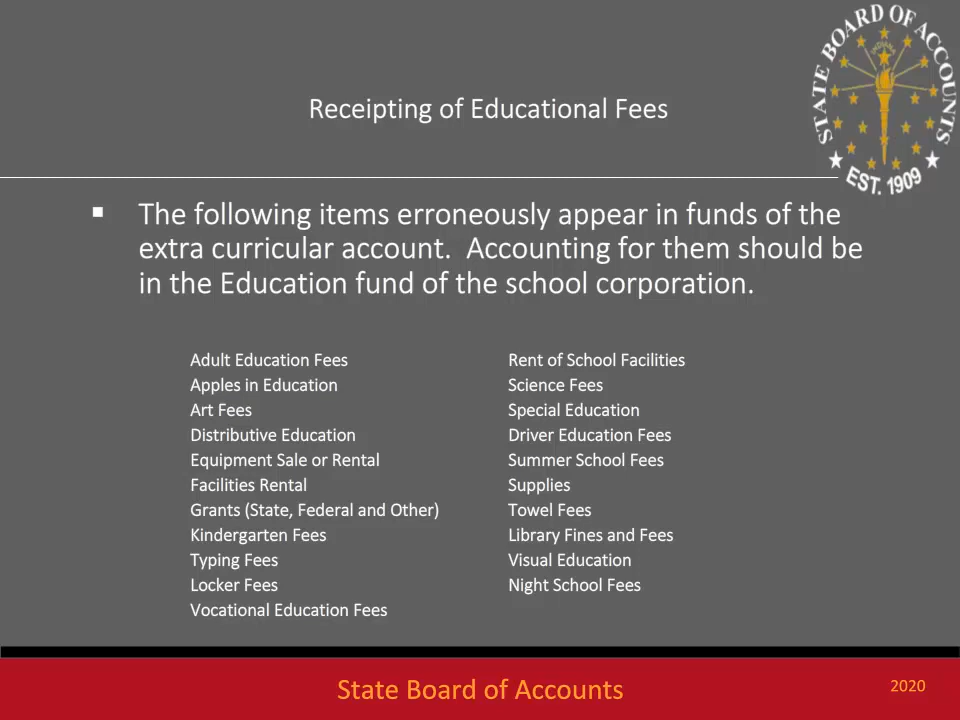 STATE BOARD OF ACCOUNTS
INDIANA
EST. 1909
Receipting of Educational Fees
▪ The following items erroneously appear in funds of the
extra curricular account.  Accounting for them should be
in the Education fund of the school corporation.
Adult Education Fees
Apples in Education
Art Fees
Distributive Education
Equipment Sale or Rental
Facilities Rental
Grants (State, Federal and Other)
Kindergarten Fees
Typing Fees
Locker Fees
Vocational Education Fees
Rent of School Facilities
Science Fees
Special Education
Driver Education Fees
Summer School Fees
Supplies
Towel Fees
Library Fines and Fees
Visual Education
Night School Fees
State Board of Accounts
2020